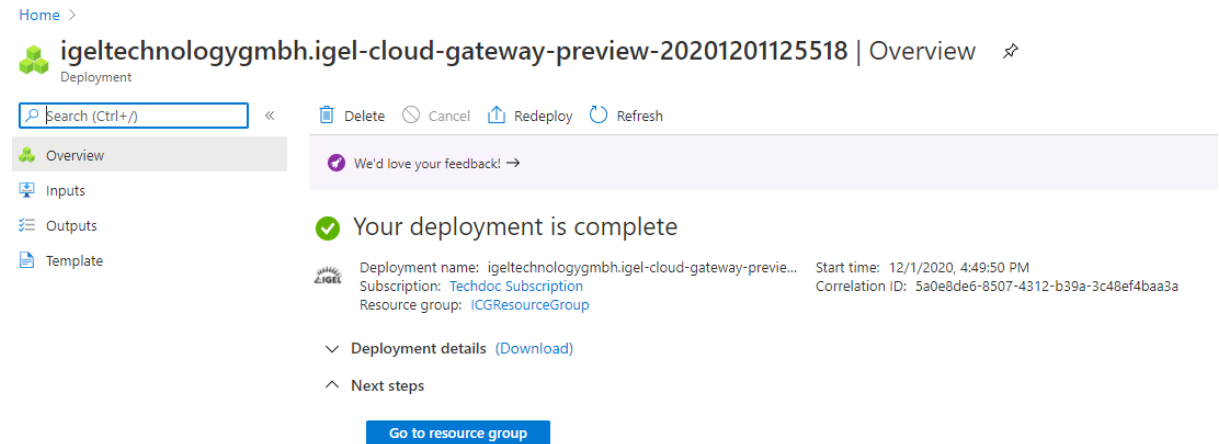 Home >
igeltechnologygmbh.igel-cloud-gateway-preview-20201201125518 | Overview
Deployment
Search (Ctrl+/)
«
Delete
Cancel
Redeploy
Refresh
Overview
We'd love your feedback! →
Inputs
Outputs
Template
Your deployment is complete
IGEL
Deployment name: igeltechnologygmbh.igel-cloud-gateway-previe...
Start time: 12/1/2020, 4:49:50 PM
Subscription: Techdoc Subscription
Correlation ID: 5a0e8de6-8507-4312-b39a-3c48ef4baa3a
Resource group: ICGResourceGroup
Deployment details (Download)
Next steps
Go to resource group